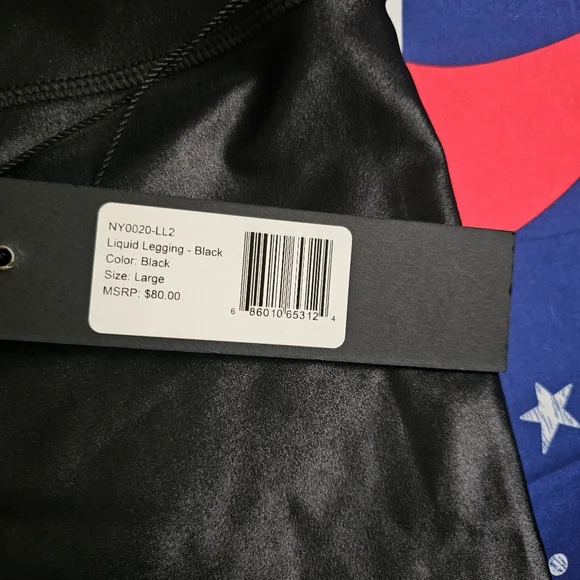 NY0020-LL2
Liquid Legging - Black
Color: Black
Size: Large
MSRP: $80.00
6 86010 65312 4